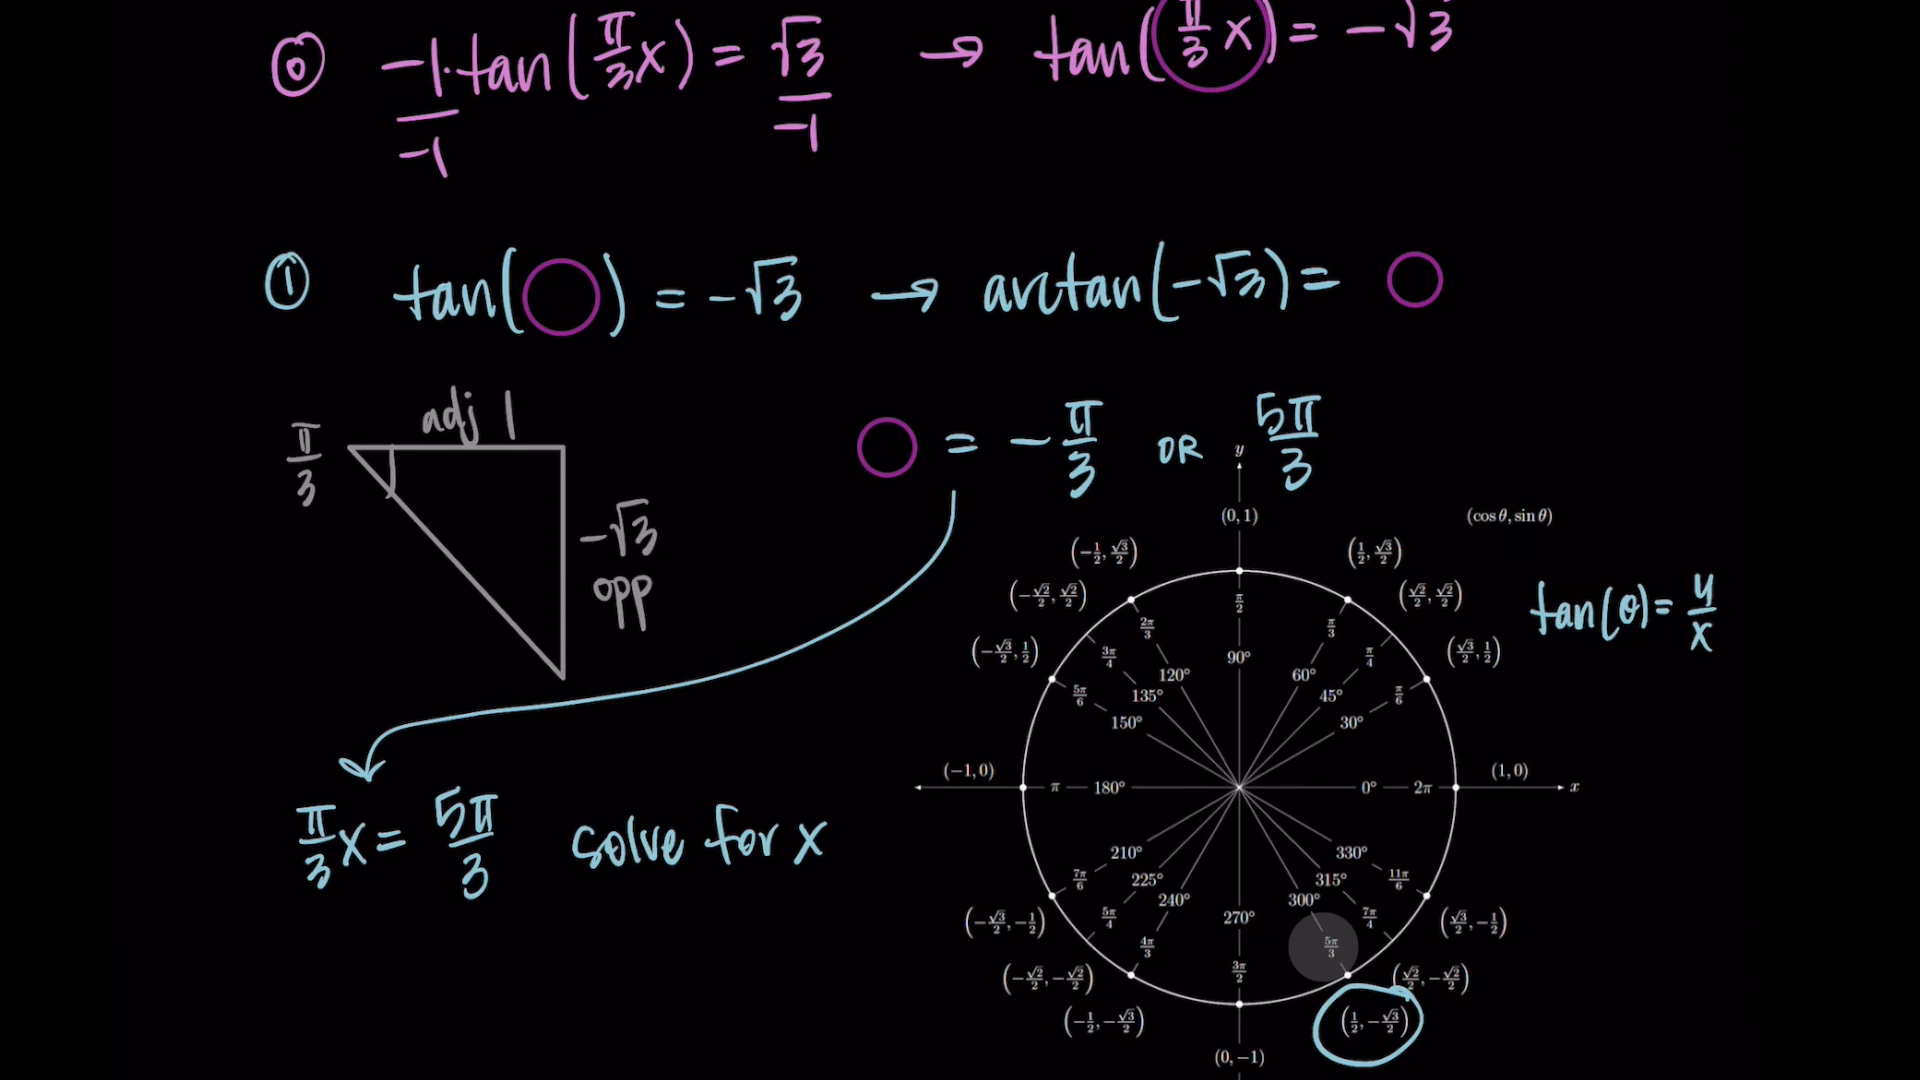 ⓪ -1·tan(π/3 x) = √3 → tan(π/3 x) = -√3
-1 -1
① tan(○) = -√3 → arctan(-√3) = ○
adj 1
π/3
-√3
opp
○ = -π/3 OR 5π/3
π/3 x = 5π/3 solve for x
tan(θ) = y/x
y
(0, 1) (cos θ, sin θ)
(-1/2, √3/2) (1/2, √3/2)
(-√2/2, √2/2) (√2/2, √2/2)
(-√3/2, 1/2) (√3/2, 1/2)
2π/3 π/2 π/3
3π/4 π/4
120° 90° 60°
5π/6 135° 45° π/6
150° 30°
(-1, 0) (1, 0)
π 180° 0° 2π x
210° 330°
7π/6 225° 315° 11π/6
240° 270° 300°
5π/4 7π/4
4π/3 3π/2 5π/3
(-√3/2, -1/2) (√3/2, -1/2)
(-√2/2, -√2/2) (√2/2, -√2/2)
(-1/2, -√3/2) (1/2, -√3/2)
(0, -1)